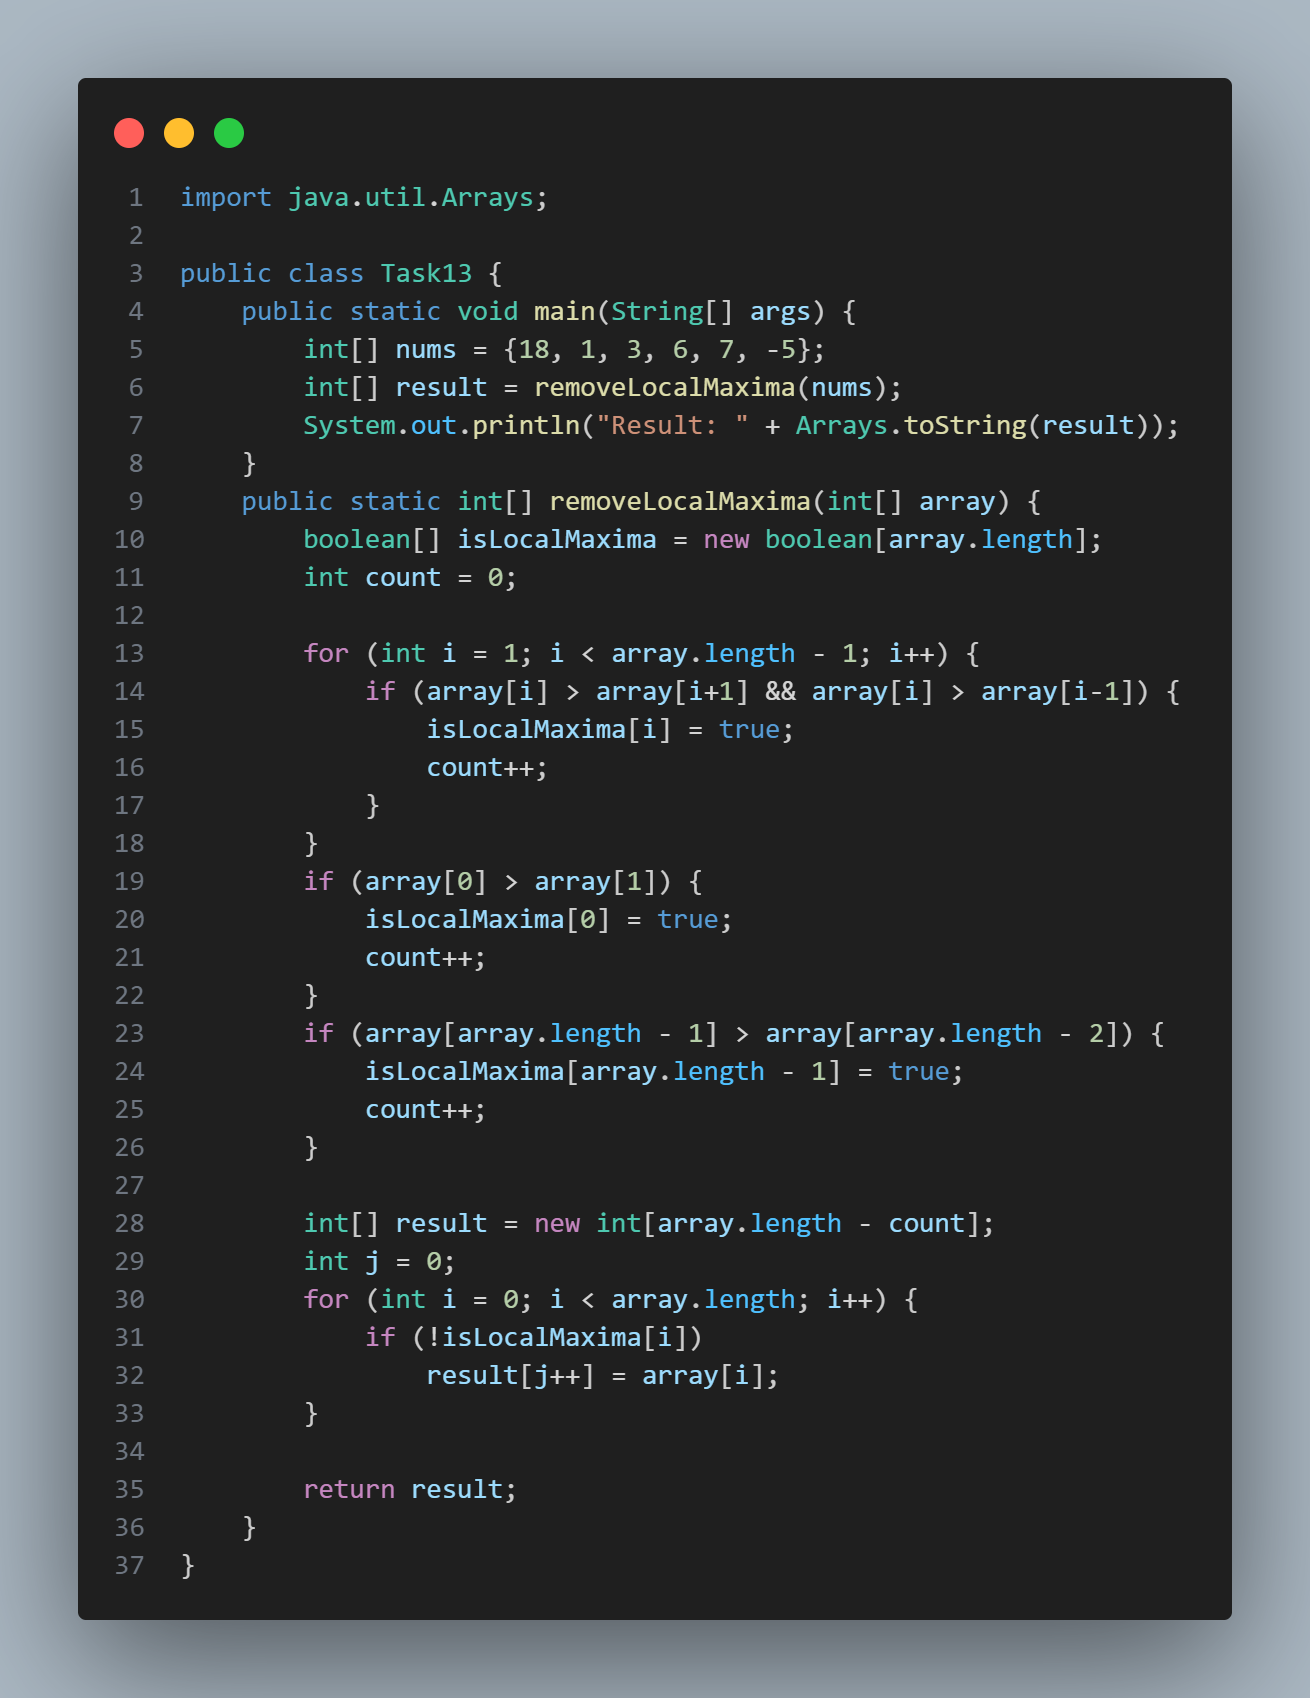 1 import java.util.Arrays;
2
3 public class Task13 {
4     public static void main(String[] args) {
5         int[] nums = {18, 1, 3, 6, 7, -5};
6         int[] result = removeLocalMaxima(nums);
7         System.out.println("Result: " + Arrays.toString(result));
8     }
9     public static int[] removeLocalMaxima(int[] array) {
10         boolean[] isLocalMaxima = new boolean[array.length];
11         int count = 0;
12
13         for (int i = 1; i < array.length - 1; i++) {
14             if (array[i] > array[i+1] && array[i] > array[i-1]) {
15                 isLocalMaxima[i] = true;
16                 count++;
17             }
18         }
19         if (array[0] > array[1]) {
20             isLocalMaxima[0] = true;
21             count++;
22         }
23         if (array[array.length - 1] > array[array.length - 2]) {
24             isLocalMaxima[array.length - 1] = true;
25             count++;
26         }
27
28         int[] result = new int[array.length - count];
29         int j = 0;
30         for (int i = 0; i < array.length; i++) {
31             if (!isLocalMaxima[i])
32                 result[j++] = array[i];
33         }
34
35         return result;
36     }
37 }